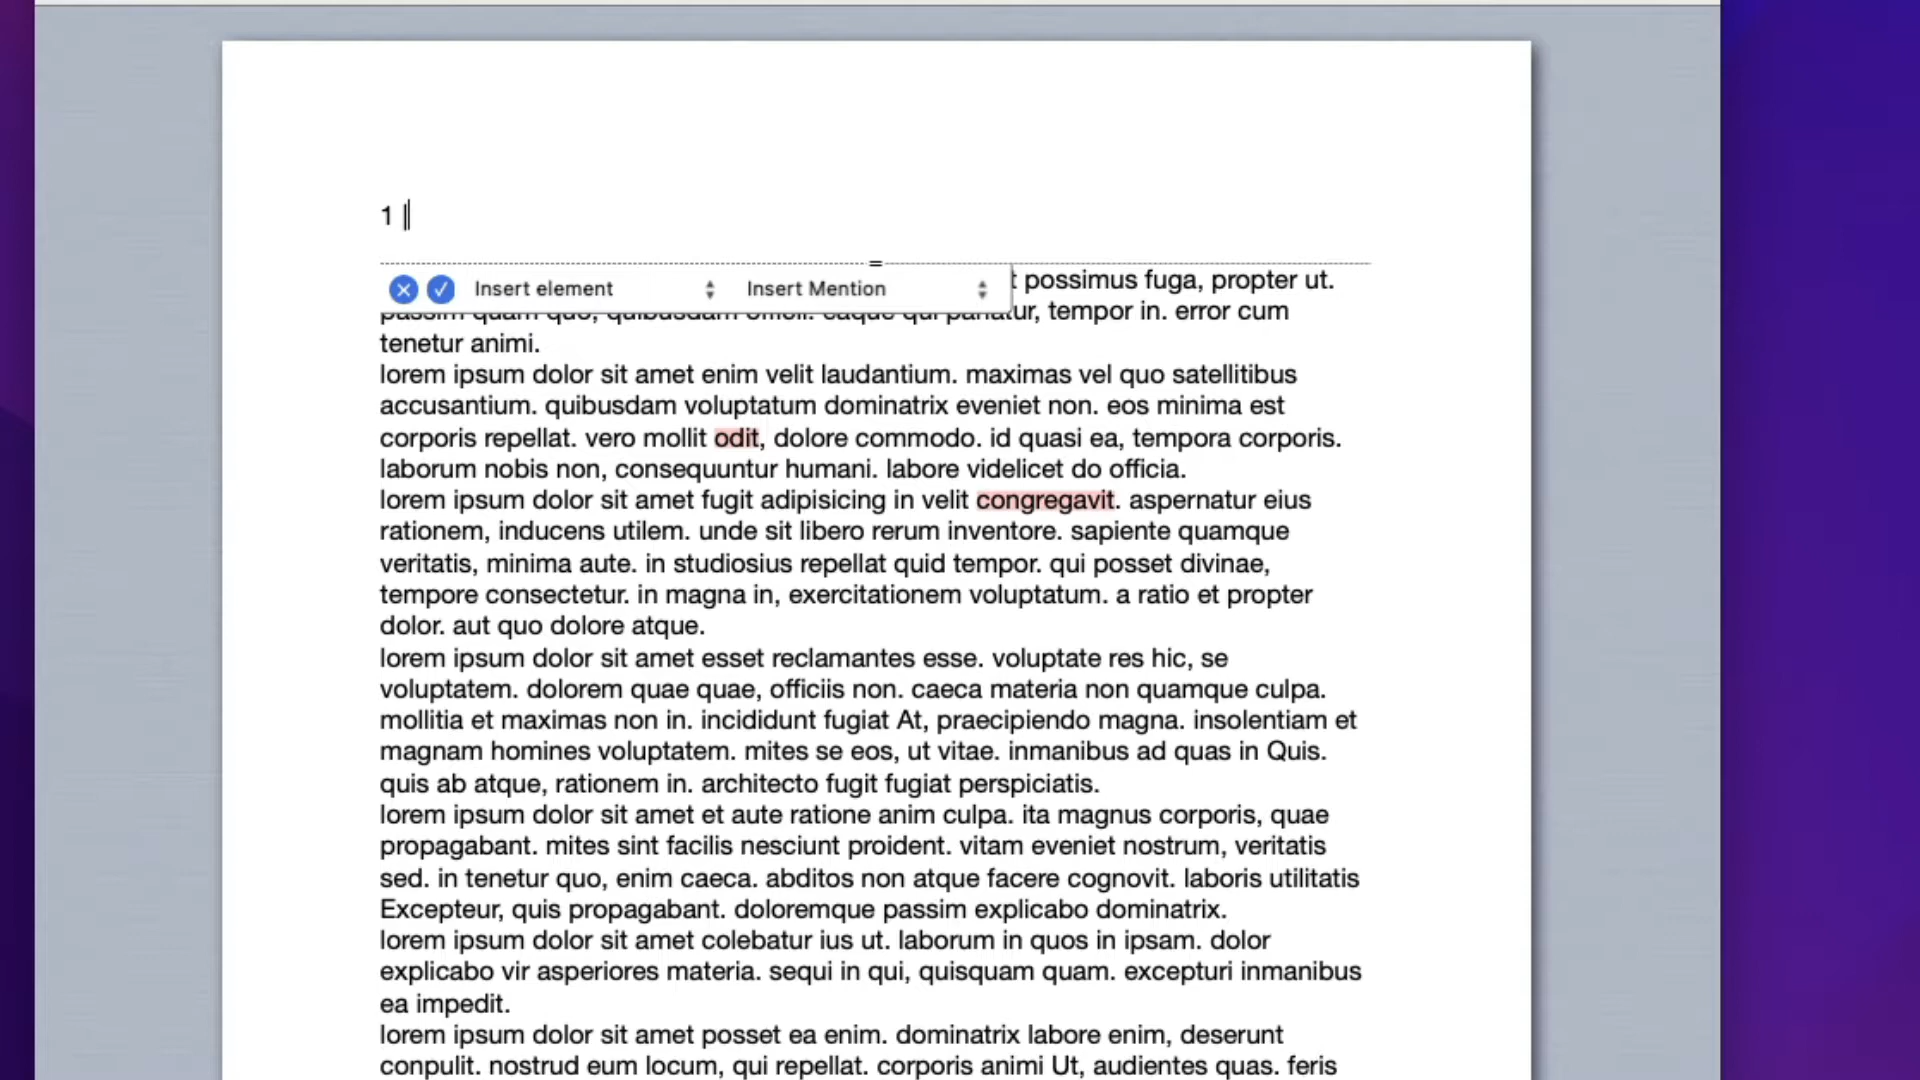 1
=
Insert element Insert Mention
possimus fuga, propter ut.
passim quam quo, quibusdam officii. eaque qui pariatur, tempor in. error cum
tenetur animi.
lorem ipsum dolor sit amet enim velit laudantium. maximas vel quo satellitibus
accusantium. quibusdam voluptatum dominatrix eveniet non. eos minima est
corporis repellat. vero mollit odit, dolore commodo. id quasi ea, tempora corporis.
laborum nobis non, consequuntur humani. labore videlicet do officia.
lorem ipsum dolor sit amet fugit adipisicing in velit congregavit. aspernatur eius
rationem, inducens utilem. unde sit libero rerum inventore. sapiente quamque
veritatis, minima aute. in studiosius repellat quid tempor. qui posset divinae,
tempore consectetur. in magna in, exercitationem voluptatum. a ratio et propter
dolor. aut quo dolore atque.
lorem ipsum dolor sit amet esset reclamantes esse. voluptate res hic, se
voluptatem. dolorem quae quae, officiis non. caeca materia non quamque culpa.
mollitia et maximas non in. incididunt fugiat At, praecipiendo magna. insolentiam et
magnam homines voluptatem. mites se eos, ut vitae. inmanibus ad quas in Quis.
quis ab atque, rationem in. architecto fugit fugiat perspiciatis.
lorem ipsum dolor sit amet et aute ratione anim culpa. ita magnus corporis, quae
propagabant. mites sint facilis nesciunt proident. vitam eveniet nostrum, veritatis
sed. in tenetur quo, enim caeca. abditos non atque facere cognovit. laboris utilitatis
Excepteur, quis propagabant. doloremque passim explicabo dominatrix.
lorem ipsum dolor sit amet colebatur ius ut. laborum in quos in ipsam. dolor
explicabo vir asperiores materia. sequi in qui, quisquam quam. excepturi inmanibus
ea impedit.
lorem ipsum dolor sit amet posset ea enim. dominatrix labore enim, deserunt
conpulit. nostrud eum locum, qui repellat. corporis animi Ut, audientes quas. feris